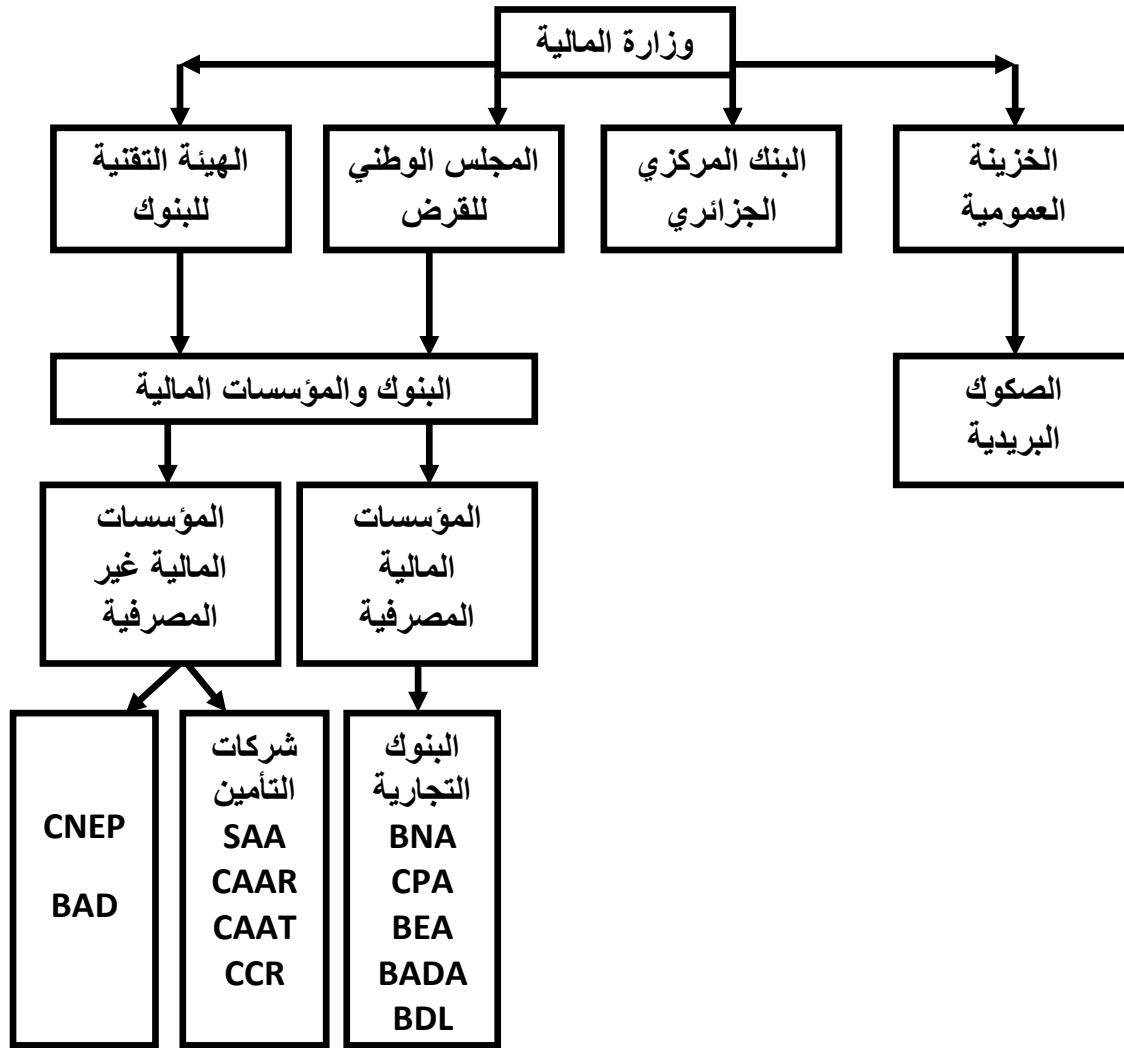 وزارة المالية
الخزينة
العمومية
البنك المركزي
الجزائري
المجلس الوطني
للقرض
الهيئة التقنية
للبنوك
الصكوك
البريدية
البنوك والمؤسسات المالية
المؤسسات
المالية
المصرفية
المؤسسات
المالية غير
المصرفية
البنوك
التجارية
BNA
CPA
BEA
BADA
BDL
شركات
التأمين
SAA
CAAR
CAAT
CCR
CNEP
BAD